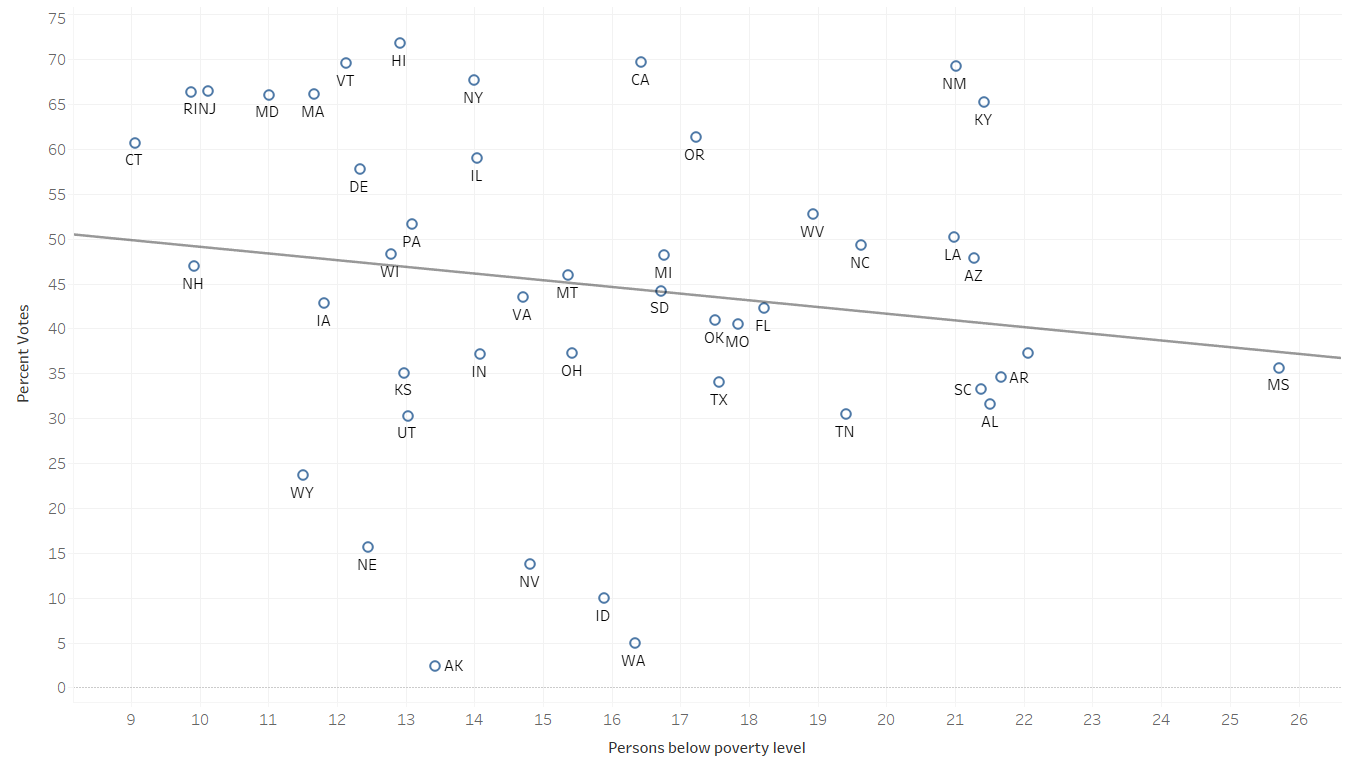 75
70
65
60
55
50
45
40
35
30
25
20
15
10
5
0
Percent Votes
HI
VT
CA
NM
NY
RINJ
MD
MA
KY
CT
OR
IL
DE
WV
PA
NC
LA
WI
MI
AZ
NH
MT
SD
VA
IA
FL
OK
MO
IN
OH
AR
MS
KS
SC
TX
AL
UT
TN
WY
NE
NV
ID
WA
AK
9 10 11 12 13 14 15 16 17 18 19 20 21 22 23 24 25 26
Persons below poverty level